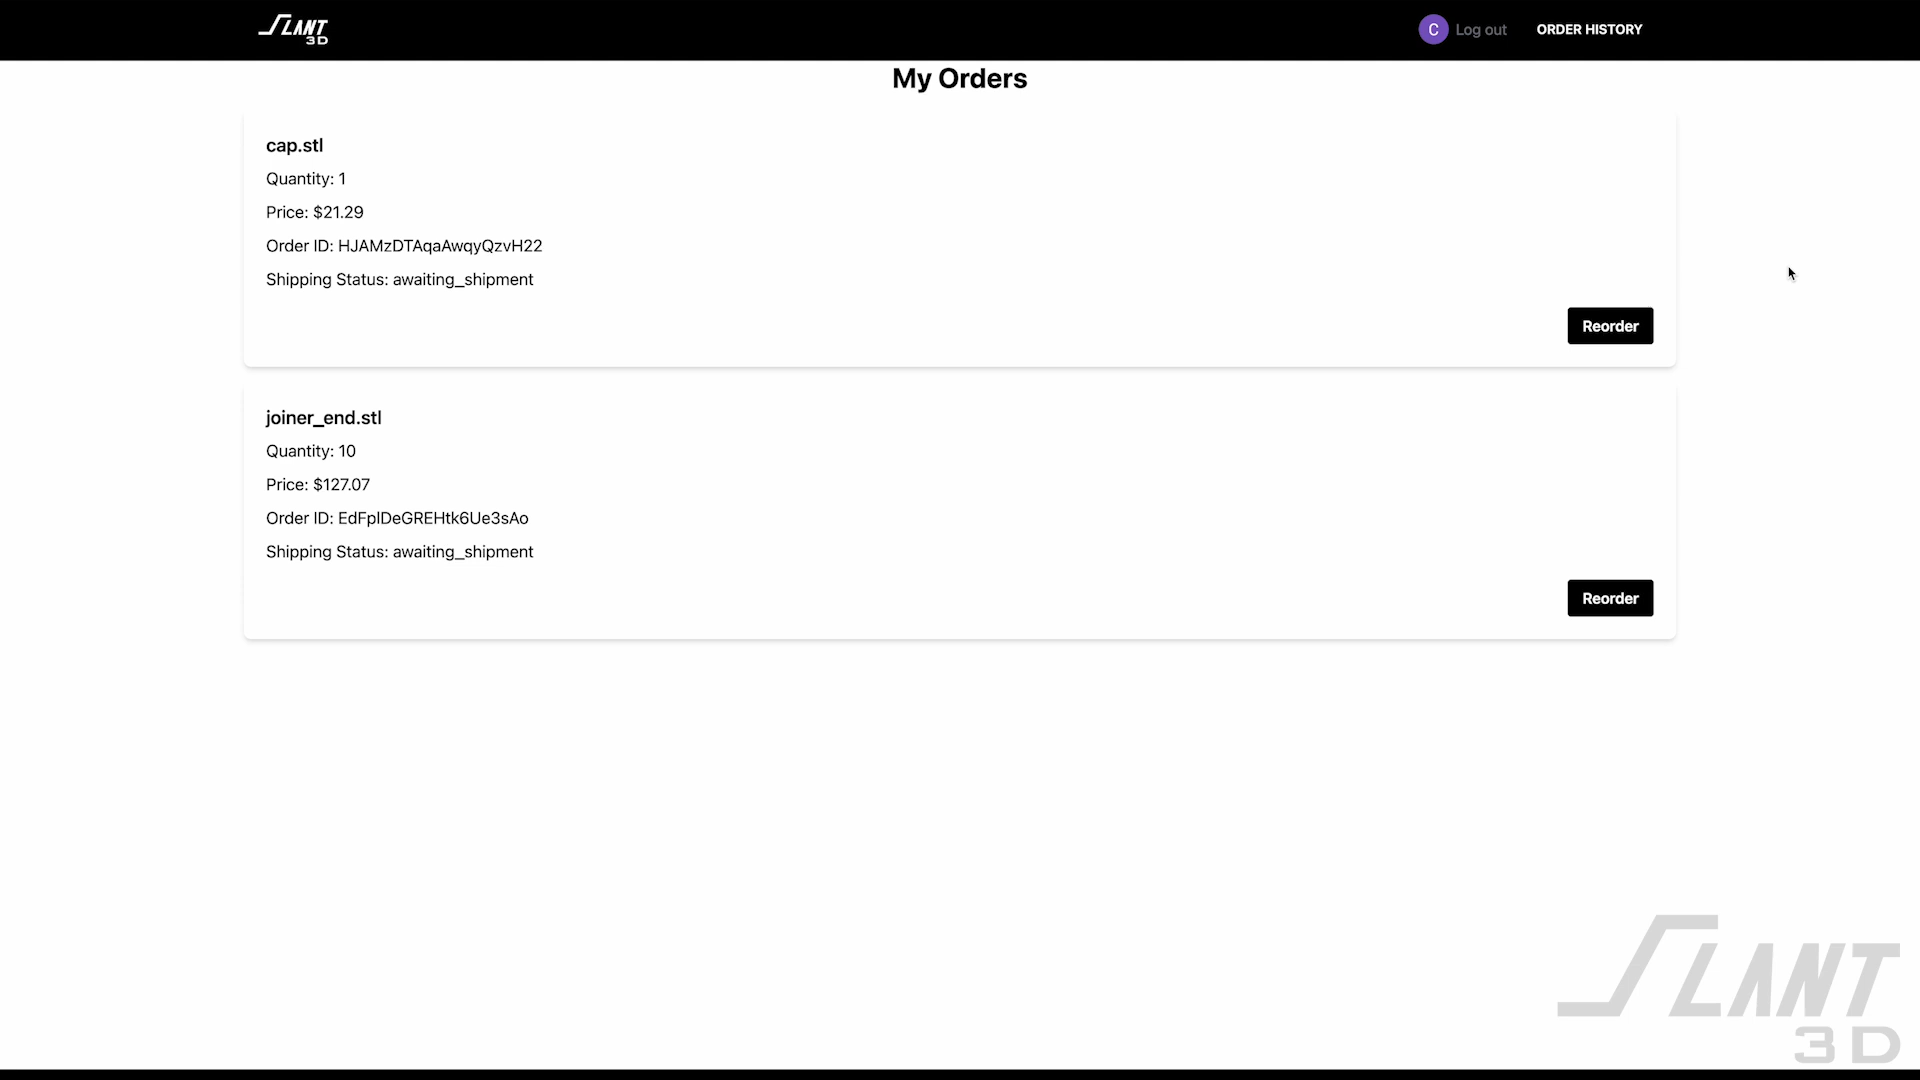 SLANT
3D
C
Log out
ORDER HISTORY
My Orders
cap.stl
Quantity: 1
Price: $21.29
Order ID: HJAMzDTAqaAwqyQzvH22
Shipping Status: awaiting_shipment
Reorder
joiner_end.stl
Quantity: 10
Price: $127.07
Order ID: EdFplDeGREHtk6Ue3sAo
Shipping Status: awaiting_shipment
Reorder
SLANT
3D